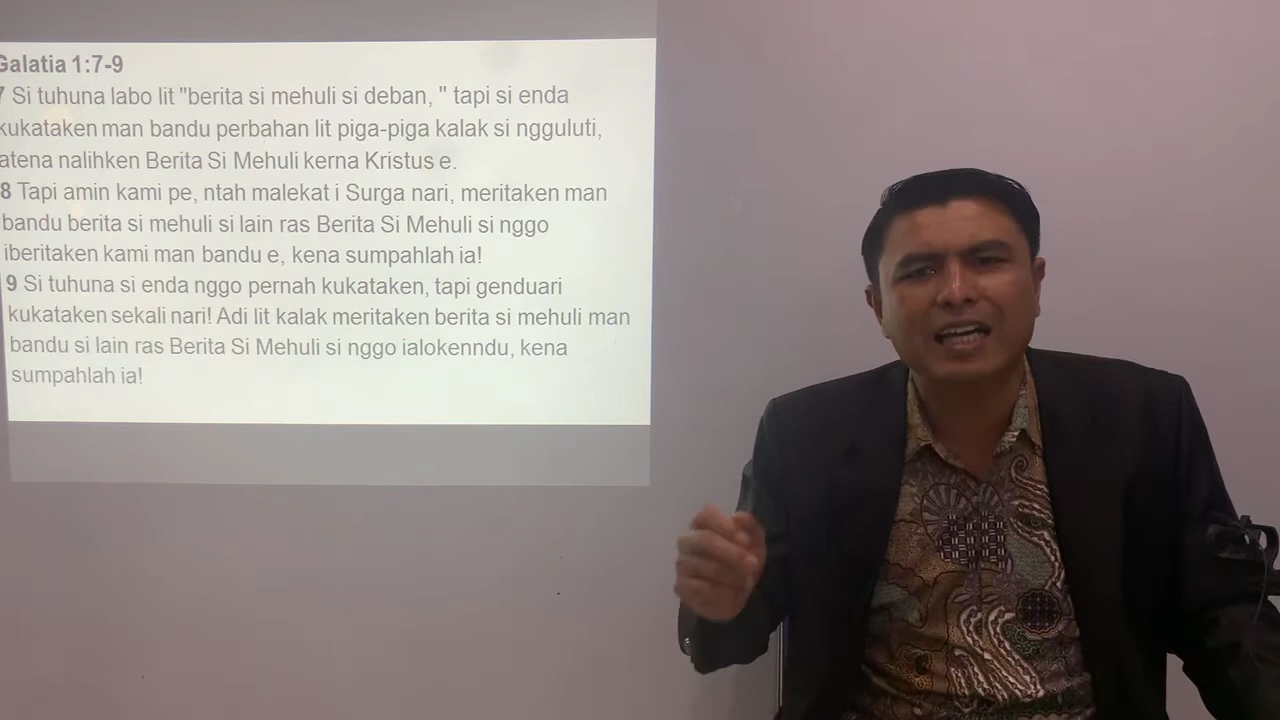 Galatia 1:7-9
7 Si tuhuna labo lit "berita si mehuli si deban, " tapi si enda
kukataken man bandu perbahan lit piga-piga kalak si ngguluti,
atena nalihken Berita Si Mehuli kerna Kristus e.
8 Tapi amin kami pe, ntah malekat i Surga nari, meritaken man
bandu berita si mehuli si lain ras Berita Si Mehuli si nggo
iberitaken kami man bandu e, kena sumpahlah ia!
9 Si tuhuna si enda nggo pernah kukataken, tapi genduari
kukataken sekali nari! Adi lit kalak meritaken berita si mehuli man
bandu si lain ras Berita Si Mehuli si nggo ialokenndu, kena
sumpahlah ia!